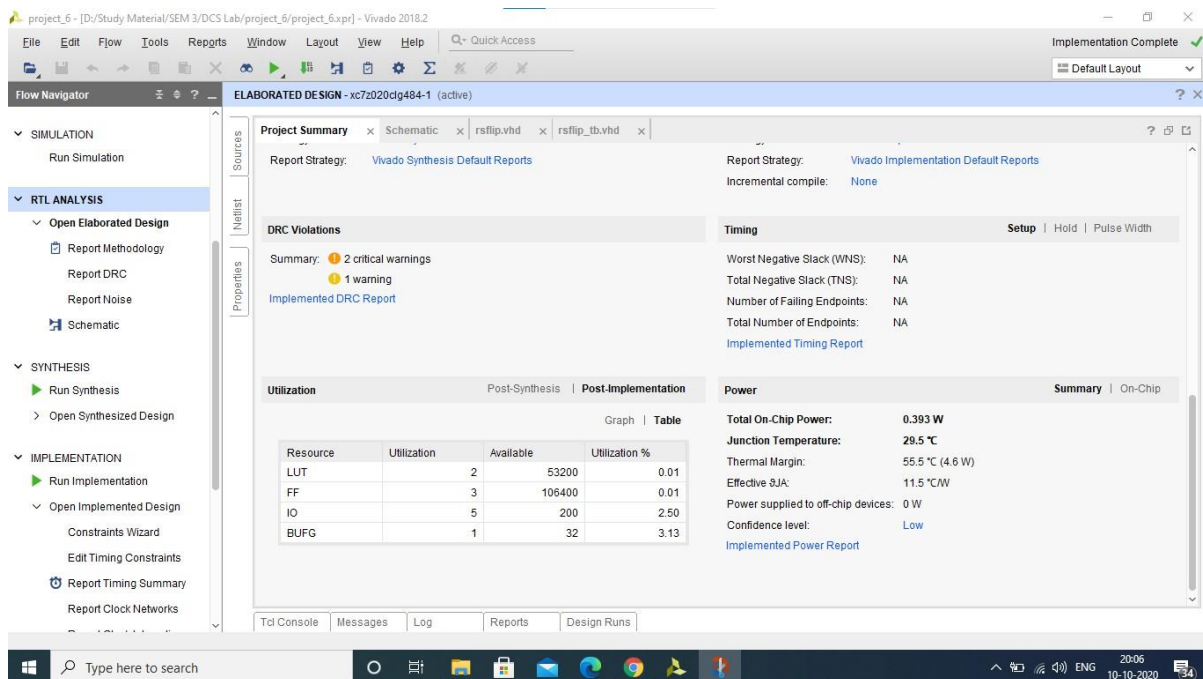 project_6 - [D:/Study Material/SEM 3/DCS Lab/project_6/project_6.xpr] - Vivado 2018.2
File Edit Flow Tools Reports Window Layout View Help Quick Access
Implementation Complete
Default Layout
Flow Navigator
ELABORATED DESIGN - xc7z020clg484-1 (active)
SIMULATION
Run Simulation
RTL ANALYSIS
Open Elaborated Design
Report Methodology
Report DRC
Report Noise
Schematic
SYNTHESIS
Run Synthesis
Open Synthesized Design
IMPLEMENTATION
Run Implementation
Open Implemented Design
Constraints Wizard
Edit Timing Constraints
Report Timing Summary
Report Clock Networks
Sources
Netlist
Properties
Project Summary Schematic rsflip.vhd rsflip_tb.vhd
Report Strategy: Vivado Synthesis Default Reports
Report Strategy: Vivado Implementation Default Reports
Incremental compile: None
DRC Violations
Summary: 2 critical warnings
1 warning
Implemented DRC Report
Timing Setup | Hold | Pulse Width
Worst Negative Slack (WNS): NA
Total Negative Slack (TNS): NA
Number of Failing Endpoints: NA
Total Number of Endpoints: NA
Implemented Timing Report
Utilization Post-Synthesis | Post-Implementation
Graph | Table
Resource Utilization Available Utilization %
LUT 2 53200 0.01
FF 3 106400 0.01
IO 5 200 2.50
BUFG 1 32 3.13
Power Summary | On-Chip
Total On-Chip Power: 0.393 W
Junction Temperature: 29.5 °C
Thermal Margin: 55.5 °C (4.6 W)
Effective θJA: 11.5 °C/W
Power supplied to off-chip devices: 0 W
Confidence level: Low
Implemented Power Report
Tcl Console Messages Log Reports Design Runs
Type here to search
ENG
20:06
10-10-2020
34